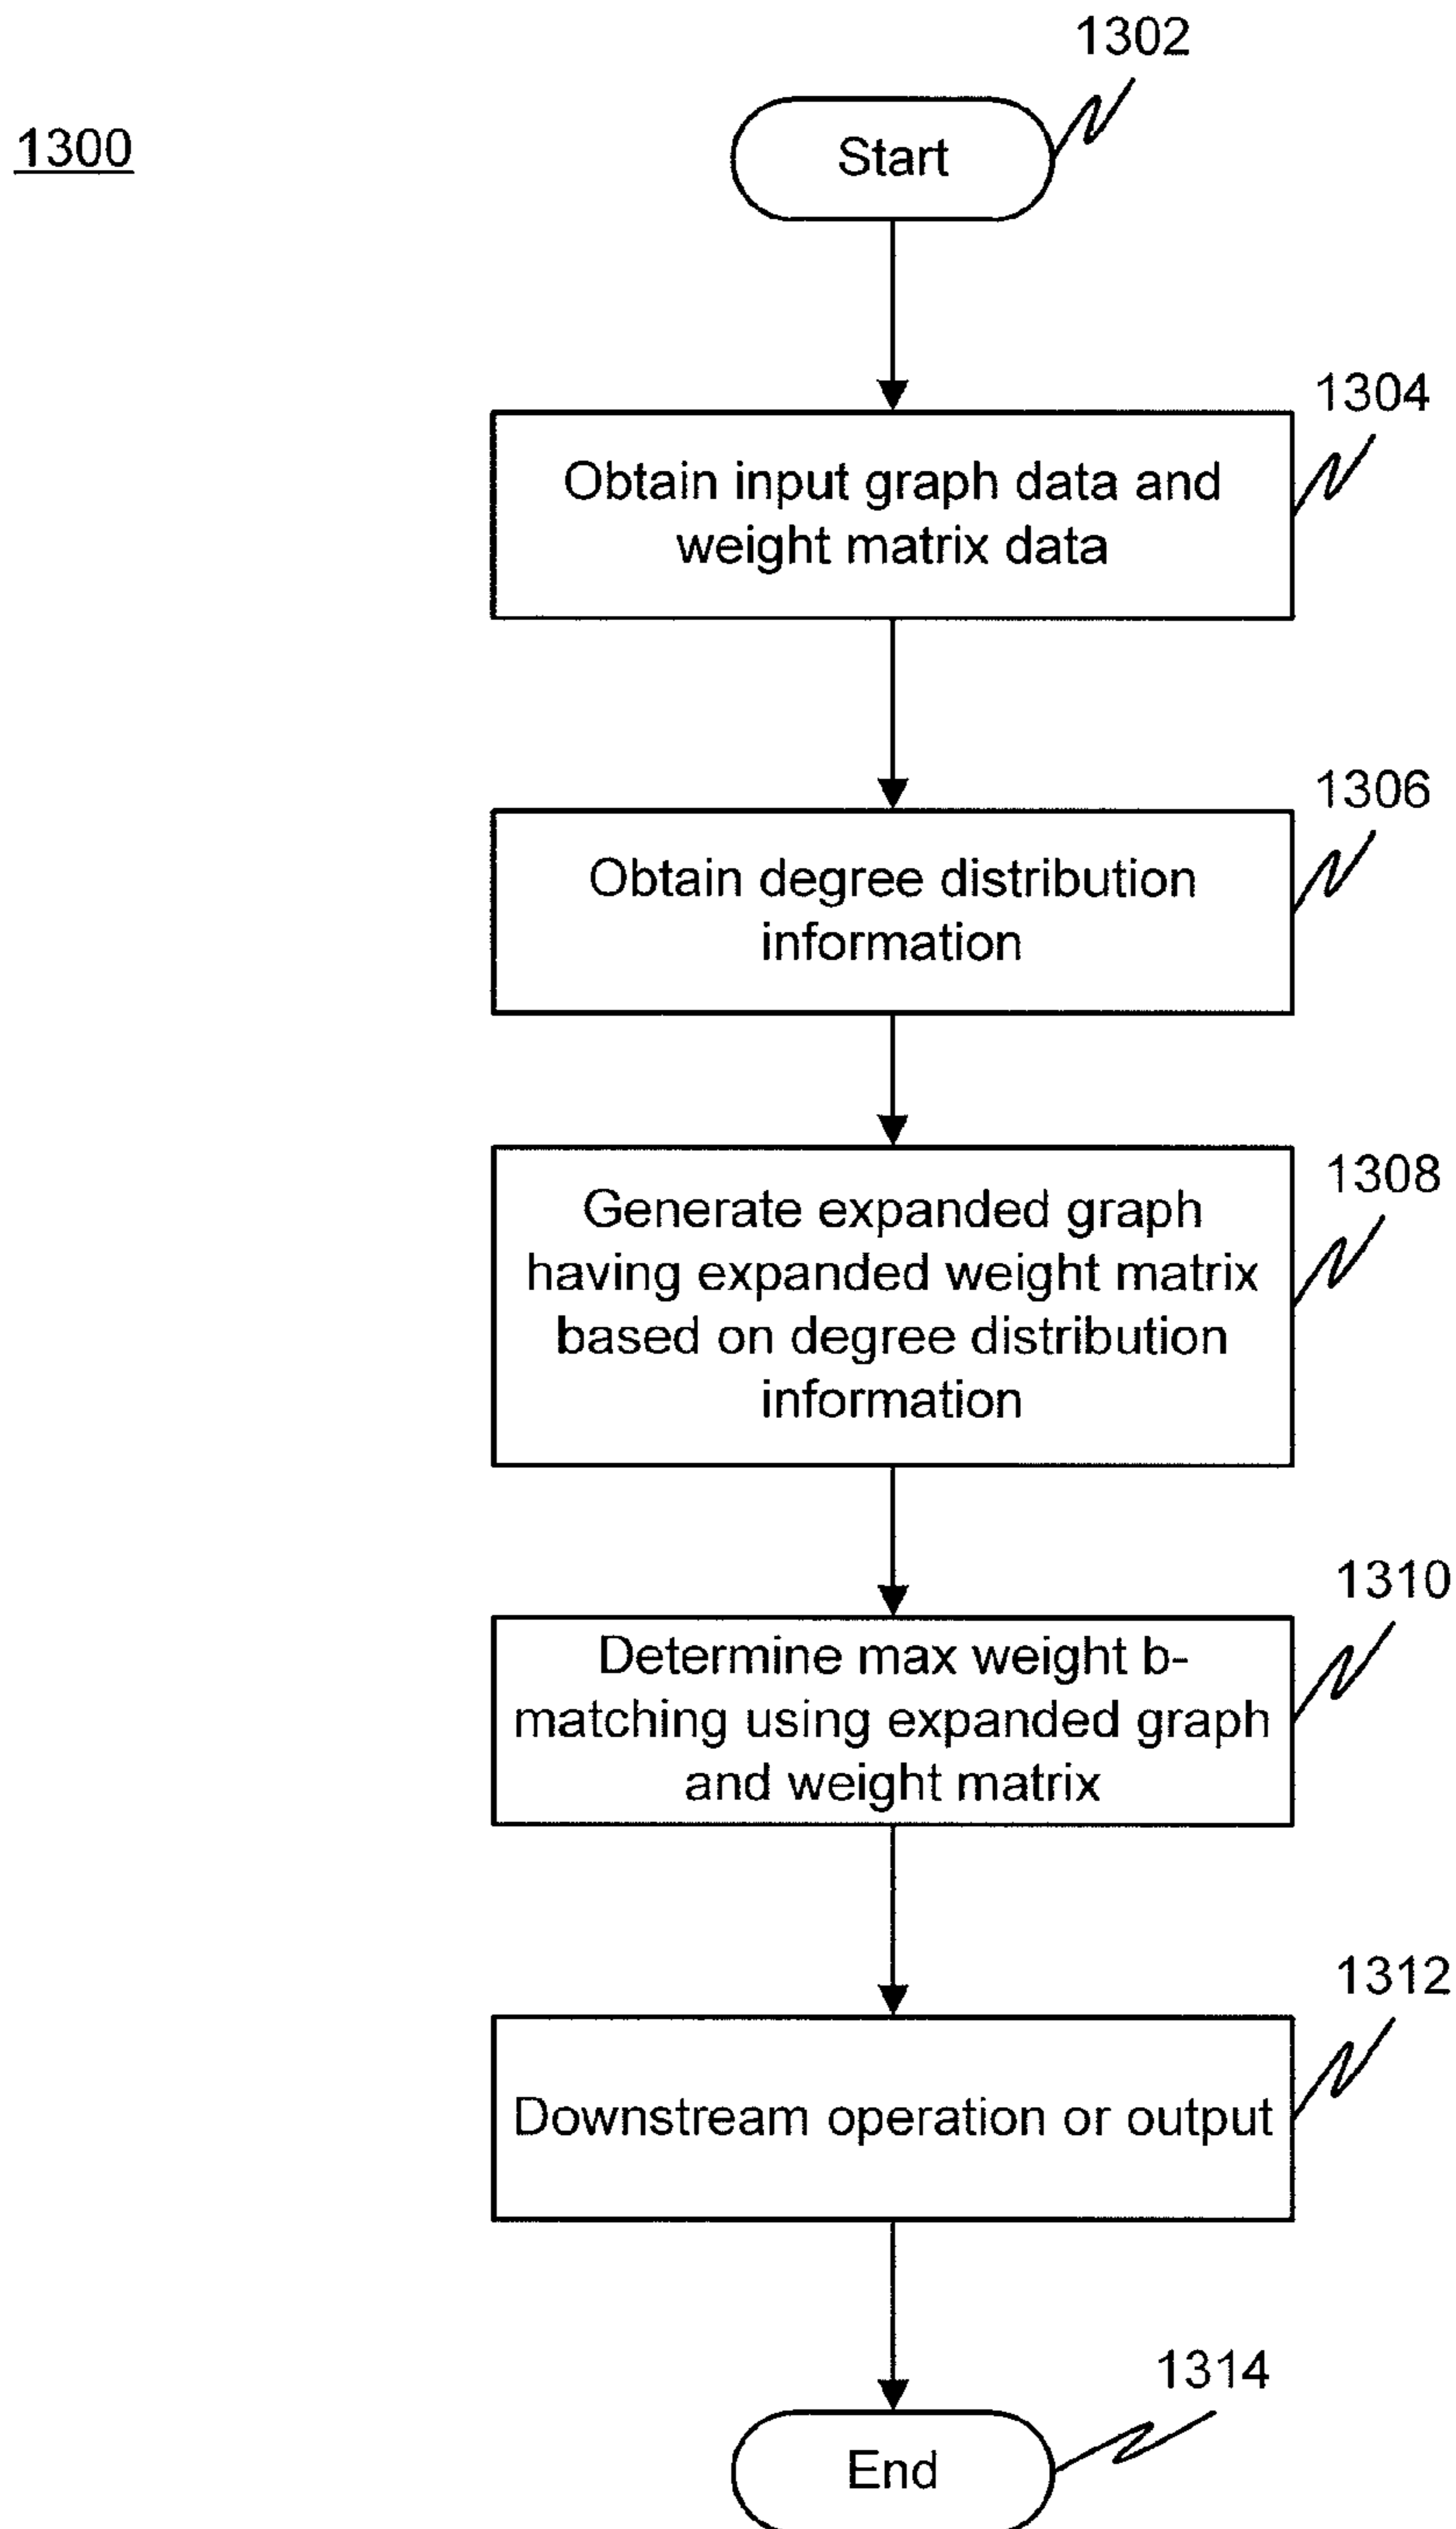 1302
1300
Start
1304
Obtain input graph data and
weight matrix data
1306
Obtain degree distribution
information
1308
Generate expanded graph
having expanded weight matrix
based on degree distribution
information
1310
Determine max weight b-
matching using expanded graph
and weight matrix
1312
Downstream operation or output
1314
End